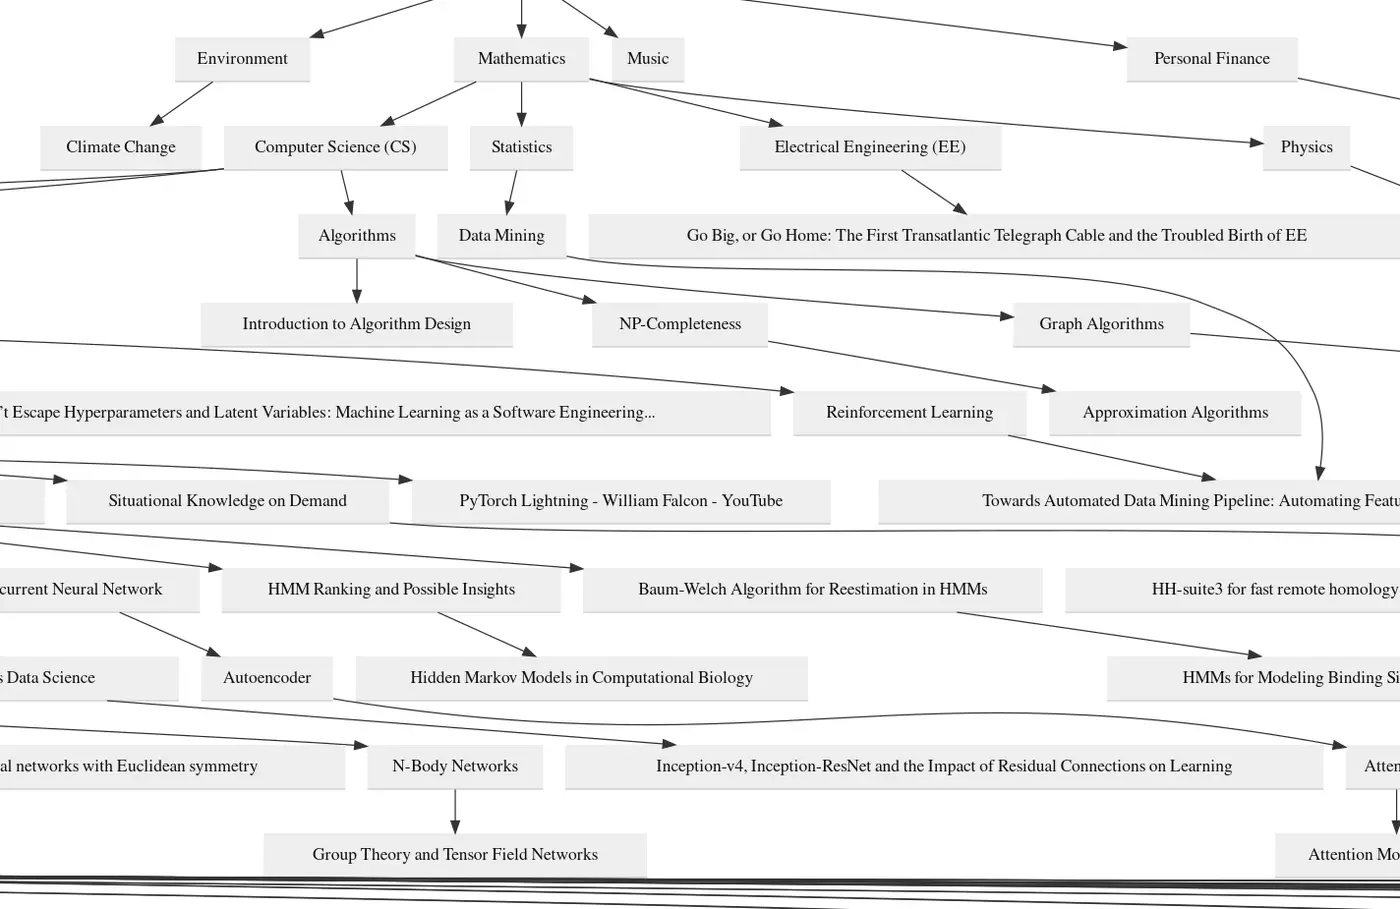 Environment
Mathematics
Music
Personal Finance
Climate Change
Computer Science (CS)
Statistics
Electrical Engineering (EE)
Physics
Algorithms
Data Mining
Go Big, or Go Home: The First Transatlantic Telegraph Cable and the Troubled Birth of EE
Introduction to Algorithm Design
NP-Completeness
Graph Algorithms
't Escape Hyperparameters and Latent Variables: Machine Learning as a Software Engineering...
Reinforcement Learning
Approximation Algorithms
Situational Knowledge on Demand
PyTorch Lightning - William Falcon - YouTube
Towards Automated Data Mining Pipeline: Automating Featu
current Neural Network
HMM Ranking and Possible Insights
Baum-Welch Algorithm for Reestimation in HMMs
HH-suite3 for fast remote homology
s Data Science
Autoencoder
Hidden Markov Models in Computational Biology
HMMs for Modeling Binding Si
al networks with Euclidean symmetry
N-Body Networks
Inception-v4, Inception-ResNet and the Impact of Residual Connections on Learning
Atten
Group Theory and Tensor Field Networks
Attention Mo